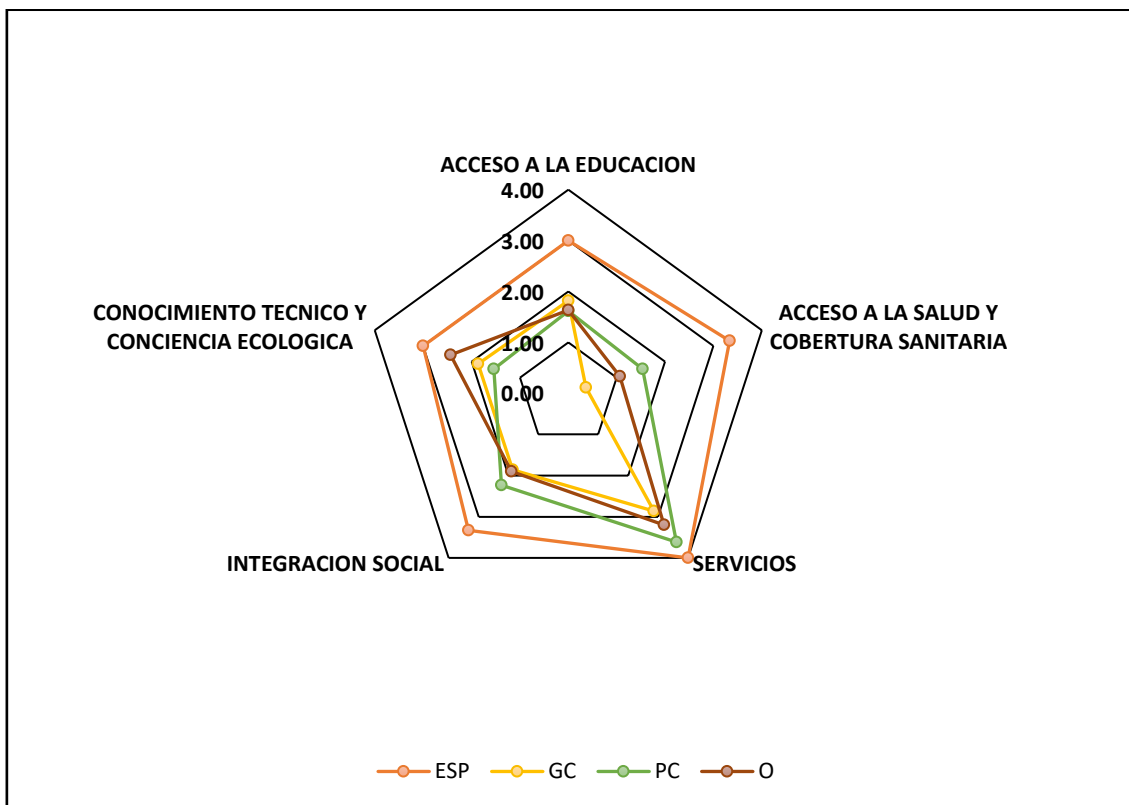 ACCESO A LA EDUCACION
4.00
3.00
2.00
1.00
0.00
ACCESO A LA SALUD Y
COBERTURA SANITARIA
SERVICIOS
INTEGRACION SOCIAL
CONOCIMIENTO TECNICO Y
CONCIENCIA ECOLOGICA
ESP GC PC O